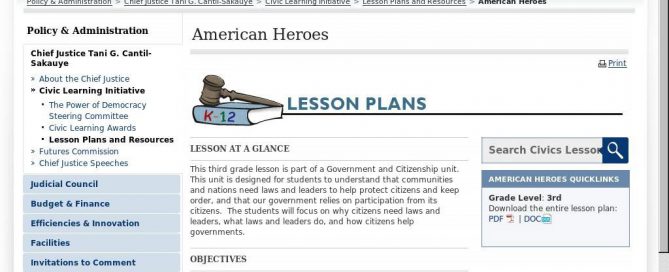 Policy & Administration > Chief Justice Tani G. Cantil-Sakauye > Civic Learning Initiative > Lesson Plans and Resources > American Heroes
Policy & Administration
Chief Justice Tani G. Cantil-
Sakauye
» About the Chief Justice
» Civic Learning Initiative
• The Power of Democracy
Steering Committee
• Civic Learning Awards
• Lesson Plans and Resources
» Futures Commission
» Chief Justice Speeches
Judicial Council
Budget & Finance
Efficiencies & Innovation
Facilities
Invitations to Comment
American Heroes
Print
K-12
LESSON PLANS
LESSON AT A GLANCE
This third grade lesson is part of a Government and Citizenship unit.
This unit is designed for students to understand that communities
and nations need laws and leaders to help protect citizens and keep
order, and that our government relies on participation from its
citizens.  The students will focus on why citizens need laws and
leaders, what laws and leaders do, and how citizens help
governments.
OBJECTIVES
Search Civics Lesson
AMERICAN HEROES QUICKLINKS
Grade Level: 3rd
Download the entire lesson plan:
PDF | DOC